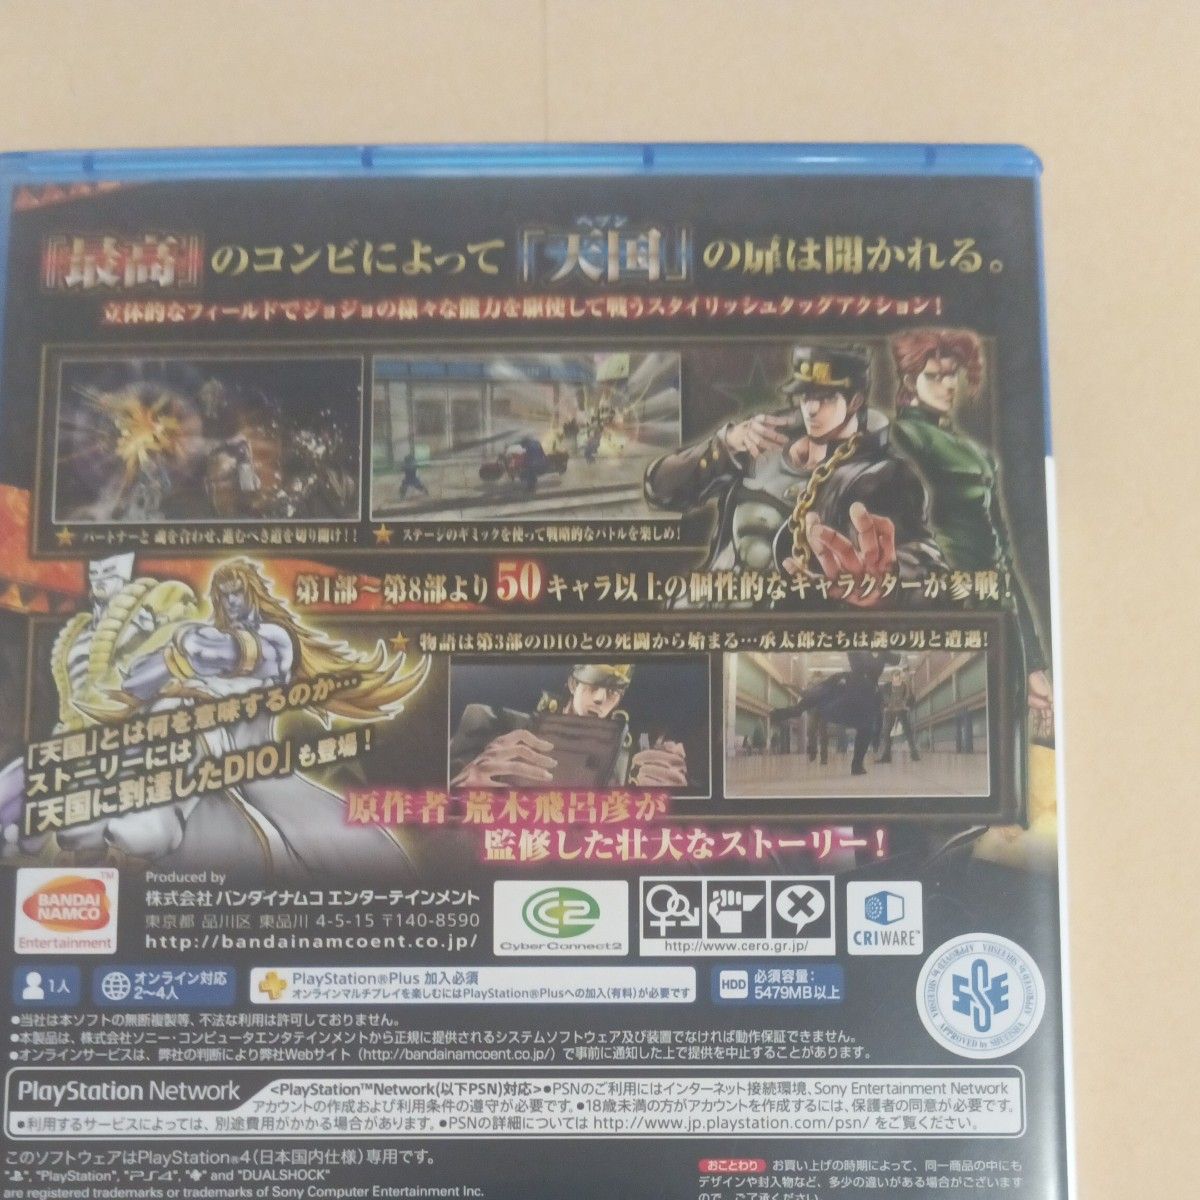 ヘブン
『最高』のコンビによって「天国」の扉は開かれる。
立体的なフィールドでジョジョの様々な能力を駆使して戦うスタイリッシュタッグアクション!
パートナーと魂を合わせ、進むべき道を切り開け!!
ステージのギミックを使って戦略的なバトルを楽しめ!
第1部〜第8部より50キャラ以上の個性的なキャラクターが参戦!
物語は第3部のDIOとの死闘から始まる…承太郎たちは謎の男と遭遇!
「天国」とは何を意味するのか…
ストーリーには
「天国に到達したDIO」も登場!
原作者 荒木飛呂彦が
監修した壮大なストーリー!
BANDAI NAMCO Entertainment
TM
Produced by
株式会社 バンダイナムコ エンターテインメント
東京都 品川区 東品川 4-5-15 〒140-8590
http://bandainamcoent.co.jp/
CC2
CyberConnect2
http://www.cero.gr.jp/
CRIWARE™
APPROVED by SHUEISHA
1人
オンライン対応
2〜4人
PlayStation®Plus 加入必須
オンラインマルチプレイを楽しむにはPlayStation®Plusへの加入(有料)が必要です
HDD
必須容量:
5479MB以上
●当社は本ソフトの無断複製等、不法な利用は許可しておりません。
●本製品は、株式会社ソニー・コンピュータエンタテインメントから正規に提供されるシステムソフトウェア及び装置でなければ動作保証できません。
●オンラインサービスは、弊社の判断により弊社Webサイト(http://bandainamcoent.co.jp/)で事前に通知した上で提供を中止することがあります。
PlayStation Network
<PlayStation™Network(以下PSN)対応>●PSNのご利用にはインターネット接続環境、Sony Entertainment Network
アカウントの作成および利用条件の遵守が必要です。●18歳未満の方がアカウントを作成するには、保護者の同意が必要です。
●利用するサービスによっては、別途費用がかかる場合があります。●PSNの詳細については http://www.jp.playstation.com/psn/ をご覧ください。
このソフトウェアはPlayStation®4(日本国内仕様)専用です。
"PlayStation", "PS4", and "DUALSHOCK"
are registered trademarks or trademarks of Sony Computer Entertainment Inc.
おことわり お買い上げの時期によって、同一商品の中にも
デザインや封入物など、多少の違いがある場合がございます
ので、ご了承ください。